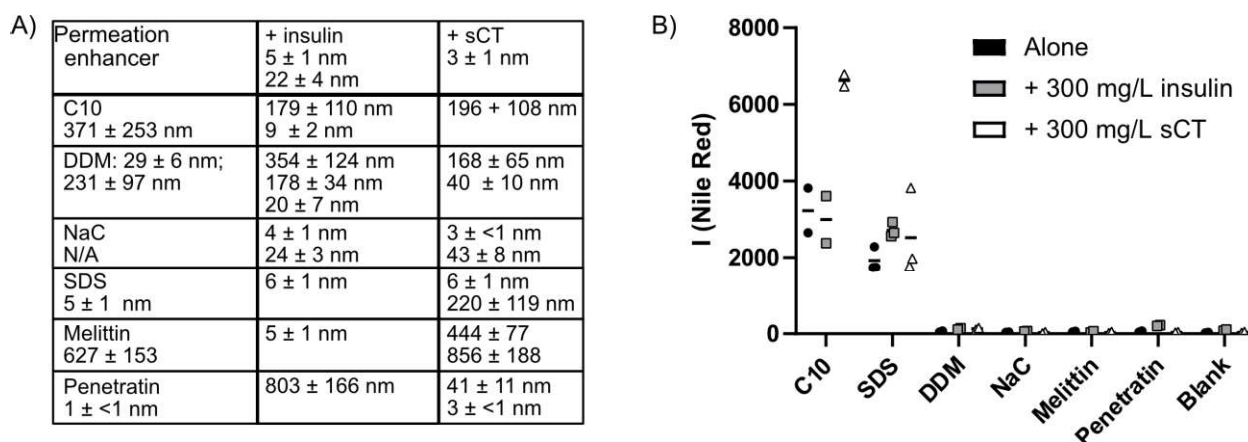 A)
Permeation enhancer
+ insulin
5 ± 1 nm
22 ± 4 nm
+ sCT
3 ± 1 nm
C10
371 ± 253 nm
179 ± 110 nm
9 ± 2 nm
196 + 108 nm
DDM: 29 ± 6 nm;
231 ± 97 nm
354 ± 124 nm
178 ± 34 nm
20 ± 7 nm
168 ± 65 nm
40 ± 10 nm
NaC
N/A
4 ± 1 nm
24 ± 3 nm
3 ± <1 nm
43 ± 8 nm
SDS
5 ± 1 nm
6 ± 1 nm
6 ± 1 nm
220 ± 119 nm
Melittin
627 ± 153
5 ± 1 nm
444 ± 77
856 ± 188
Penetratin
1 ± <1 nm
803 ± 166 nm
41 ± 11 nm
3 ± <1 nm
B)
I (Nile Red)
8000
6000
4000
2000
0
Alone
+ 300 mg/L insulin
+ 300 mg/L sCT
C10
SDS
DDM
NaC
Melittin
Penetratin
Blank